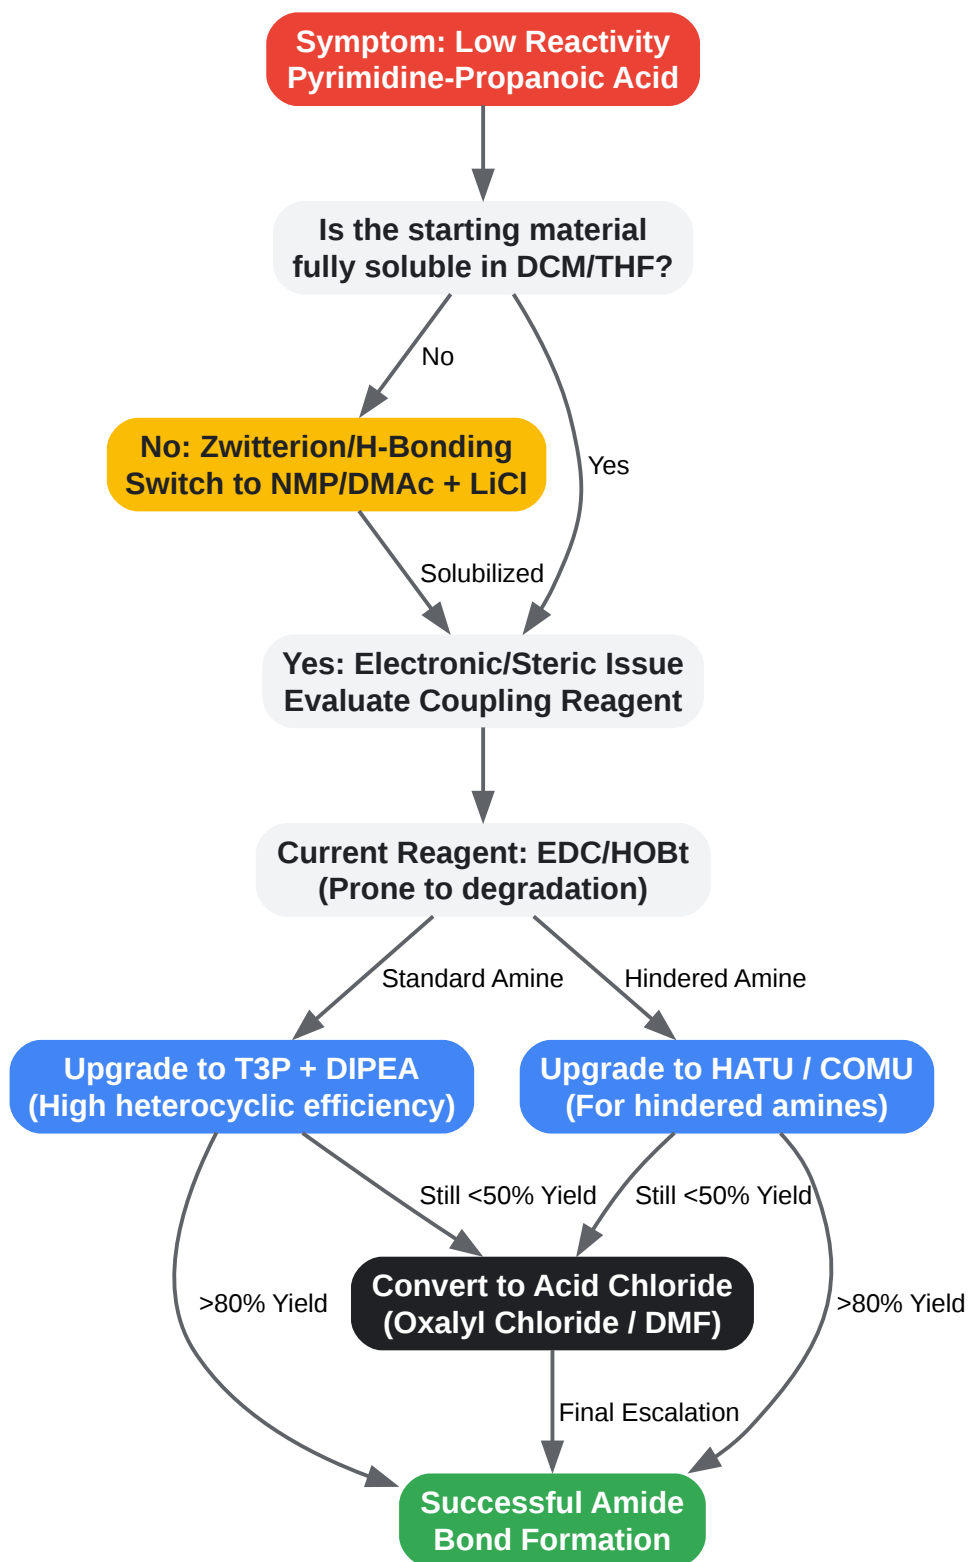 Symptom: Low Reactivity
Pyrimidine-Propanoic Acid
Is the starting material
fully soluble in DCM/THF?
No
Yes
No: Zwitterion/H-Bonding
Switch to NMP/DMAc + LiCl
Solubilized
Yes: Electronic/Steric Issue
Evaluate Coupling Reagent
Current Reagent: EDC/HOBt
(Prone to degradation)
Standard Amine
Hindered Amine
Upgrade to T3P + DIPEA
(High heterocyclic efficiency)
Upgrade to HATU / COMU
(For hindered amines)
Still <50% Yield
Still <50% Yield
Convert to Acid Chloride
(Oxalyl Chloride / DMF)
>80% Yield
>80% Yield
Final Escalation
Successful Amide
Bond Formation